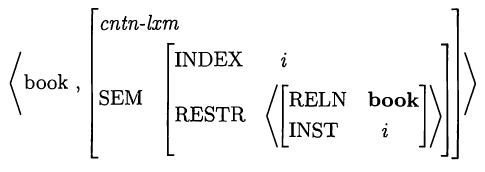 cntn-lxm
INDEX i
⟨book , SEM
RELN book
RESTR
INST i